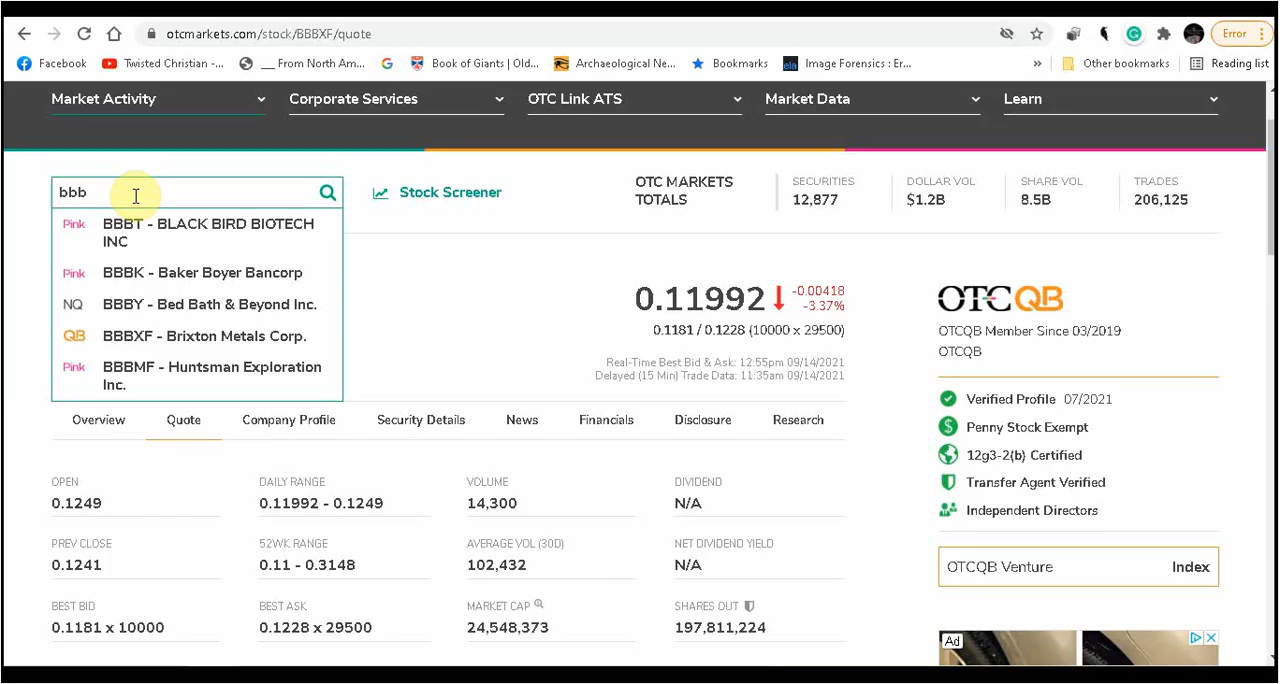 otcmarkets.com/stock/BBBXF/quote
Error
Facebook
Twisted Christian -...
__ From North Am...
Book of Giants | Old...
Archaeological Ne...
Bookmarks
Image Forensics : Er...
»
Other bookmarks
Reading list
Market Activity
Corporate Services
OTC Link ATS
Market Data
Learn
bbb
Stock Screener
OTC MARKETS
TOTALS
SECURITIES
12,877
DOLLAR VOL
$1.2B
SHARE VOL
8.5B
TRADES
206,125
Pink BBBT - BLACK BIRD BIOTECH
INC
Pink BBBK - Baker Boyer Bancorp
NQ BBBY - Bed Bath & Beyond Inc.
QB BBBXF - Brixton Metals Corp.
Pink BBBMF - Huntsman Exploration
Inc.
0.11992
-0.00418
-3.37%
0.1181 / 0.1228 (10000 x 29500)
Real-Time Best Bid & Ask: 12:55pm 09/14/2021
Delayed (15 Min) Trade Data: 11:35am 09/14/2021
OTCQB
OTCQB Member Since 03/2019
OTCQB
Verified Profile 07/2021
Penny Stock Exempt
12g3-2(b) Certified
Transfer Agent Verified
Independent Directors
OTCQB Venture Index
Overview
Quote
Company Profile
Security Details
News
Financials
Disclosure
Research
OPEN
0.1249
DAILY RANGE
0.11992 - 0.1249
VOLUME
14,300
DIVIDEND
N/A
PREV CLOSE
0.1241
52WK RANGE
0.11 - 0.3148
AVERAGE VOL (30D)
102,432
NET DIVIDEND YIELD
N/A
BEST BID
0.1181 x 10000
BEST ASK
0.1228 x 29500
MARKET CAP
24,548,373
SHARES OUT
197,811,224
Ad